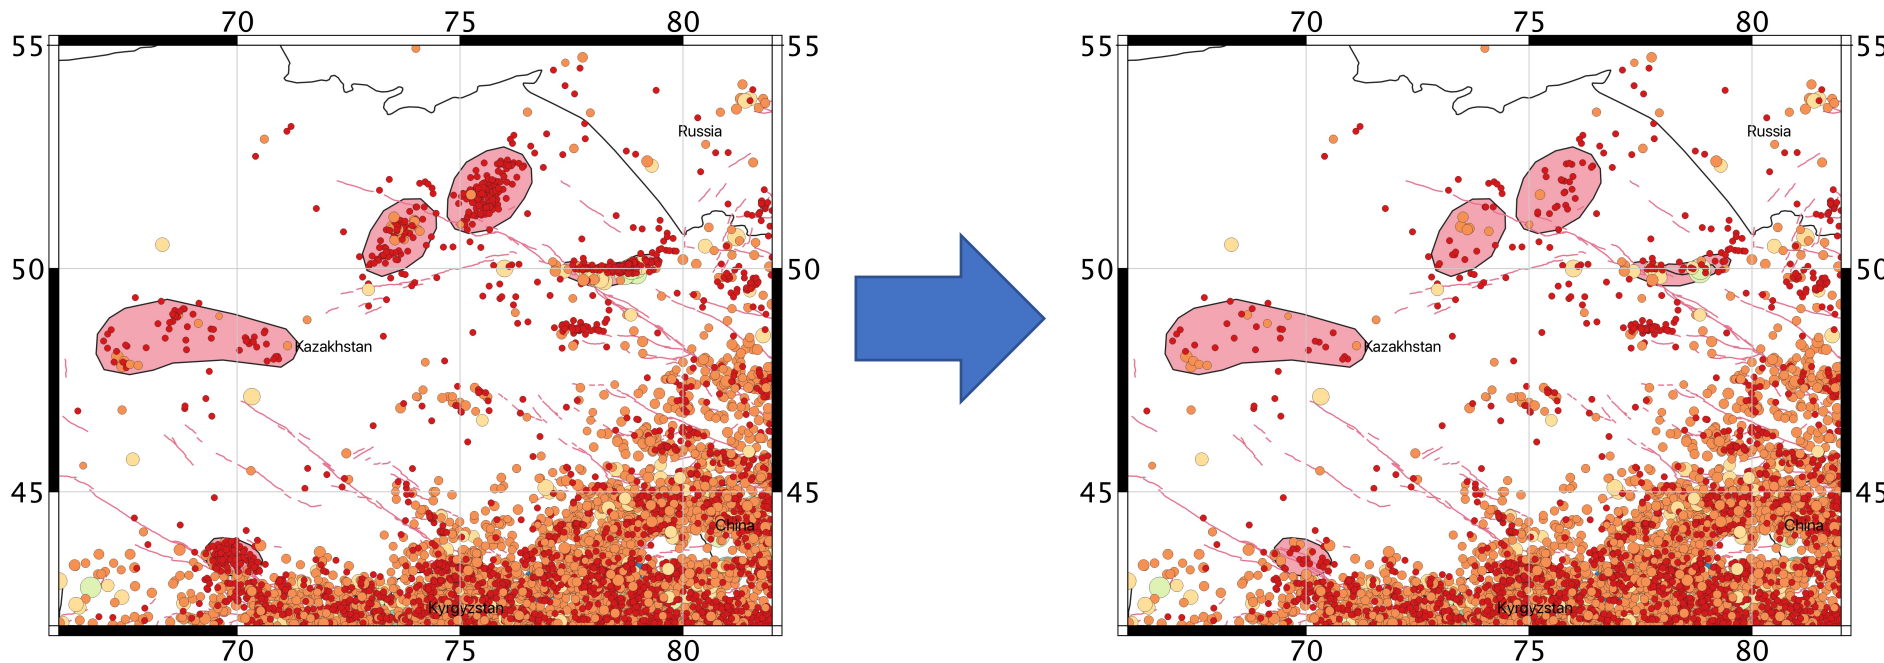 70 75 80 70 75 80
55 55 55 55
Russia Russia
50 50 50 50
Kazakhstan Kazakhstan
45 45 45 45
China China
Kyrgyzstan Kyrgyzstan
70 75 80 70 75 80